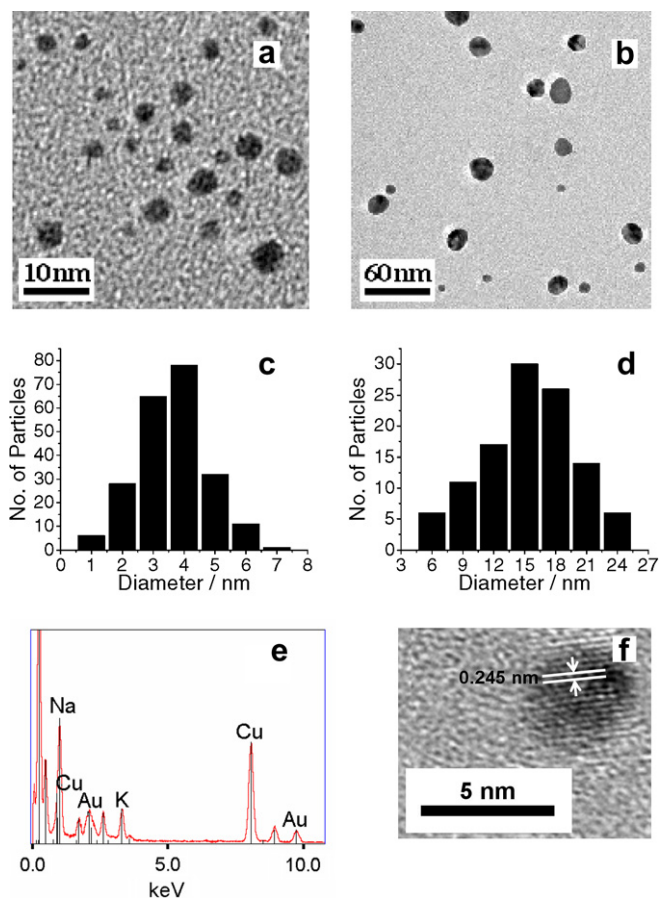 a
10nm
b
60nm
c
No. of Particles
80
70
60
50
40
30
20
10
0
0 1 2 3 4 5 6 7 8
Diameter / nm
d
No. of Particles
30
25
20
15
10
5
0
3 6 9 12 15 18 21 24 27
Diameter / nm
e
Na
Cu
Au
K
Cu
Au
0.0 5.0 10.0
keV
f
0.245 nm
5 nm